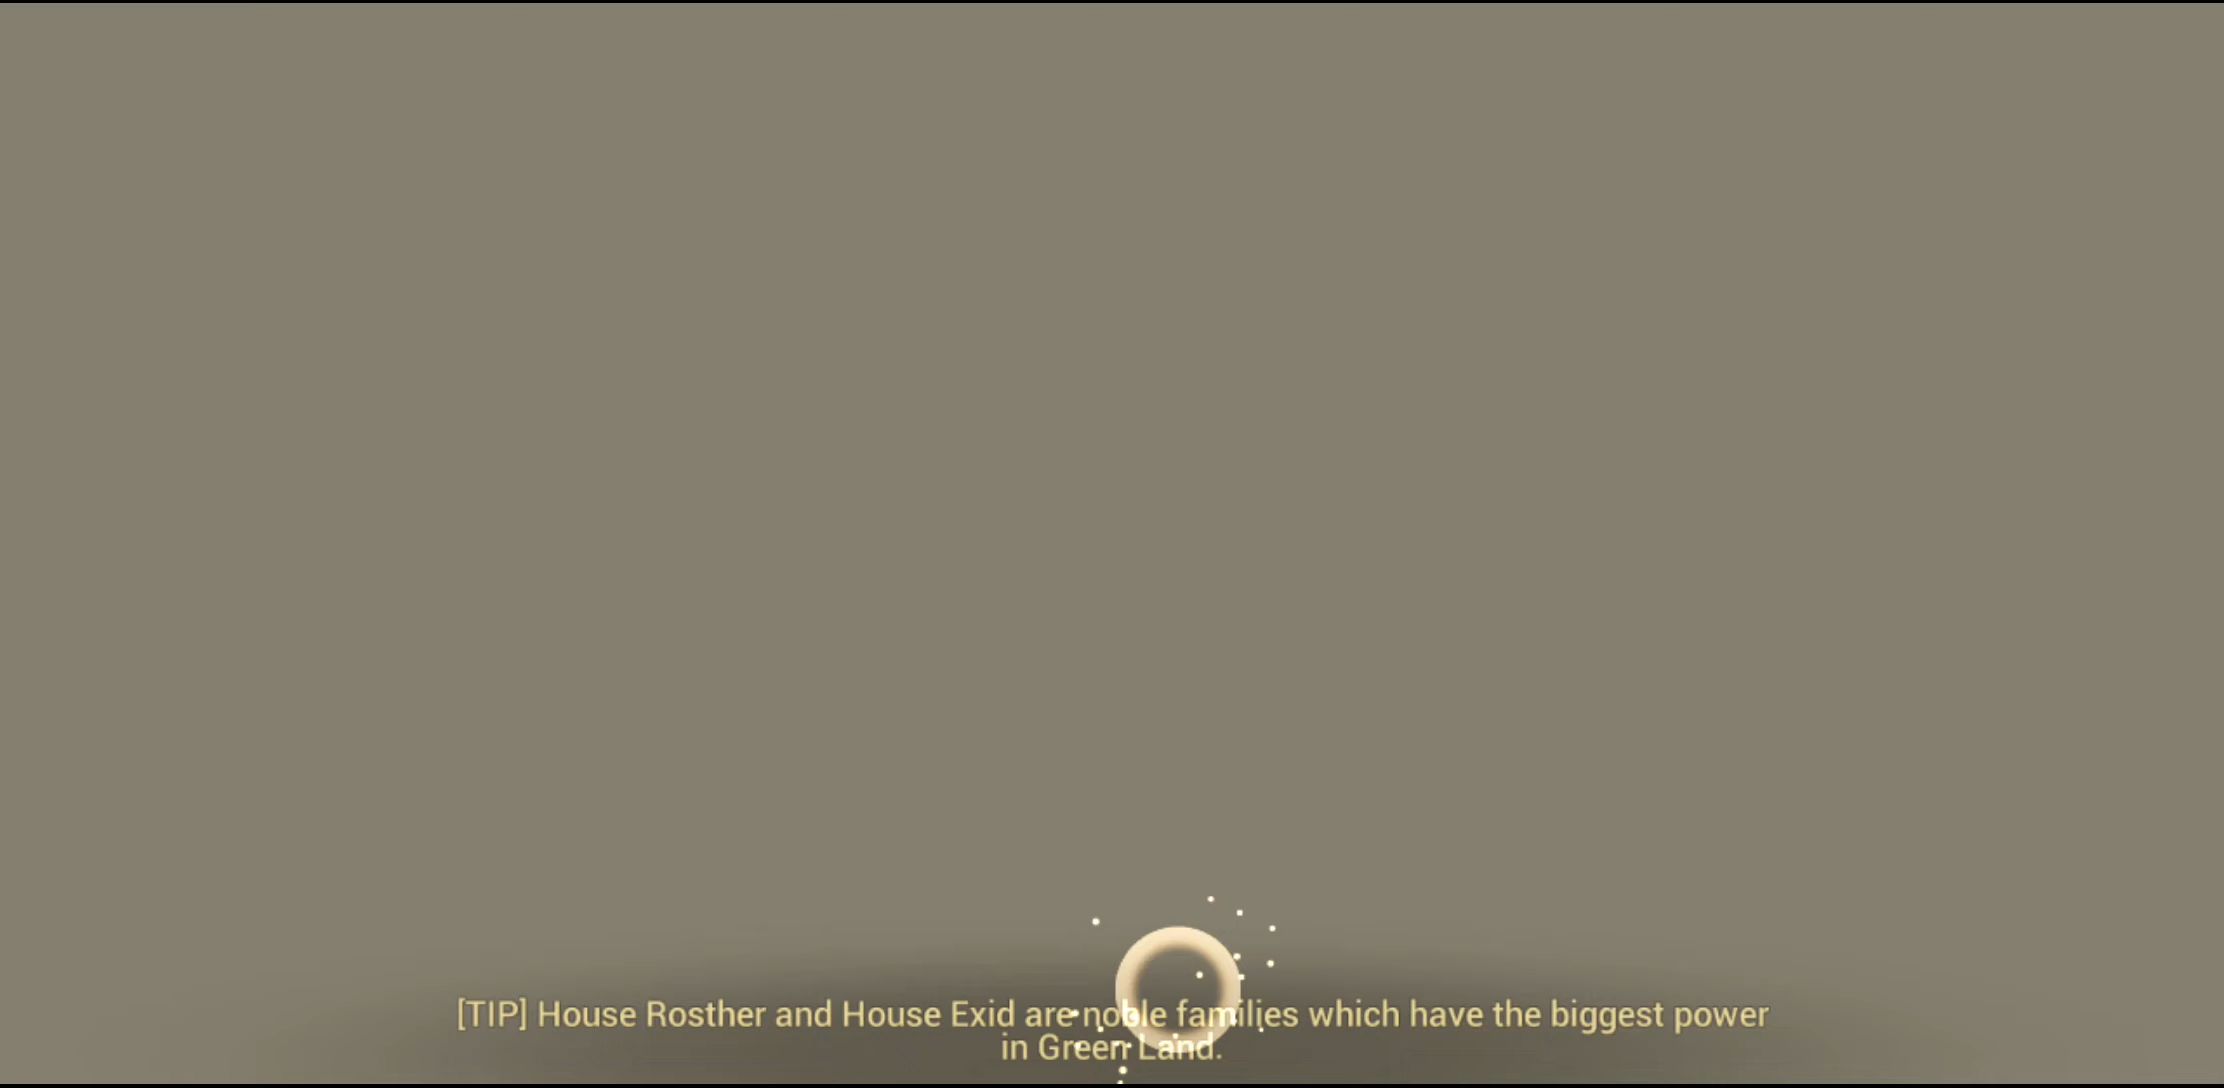 [TIP] House Rosther and House Exid are noble families which have the biggest power
in Green Land.